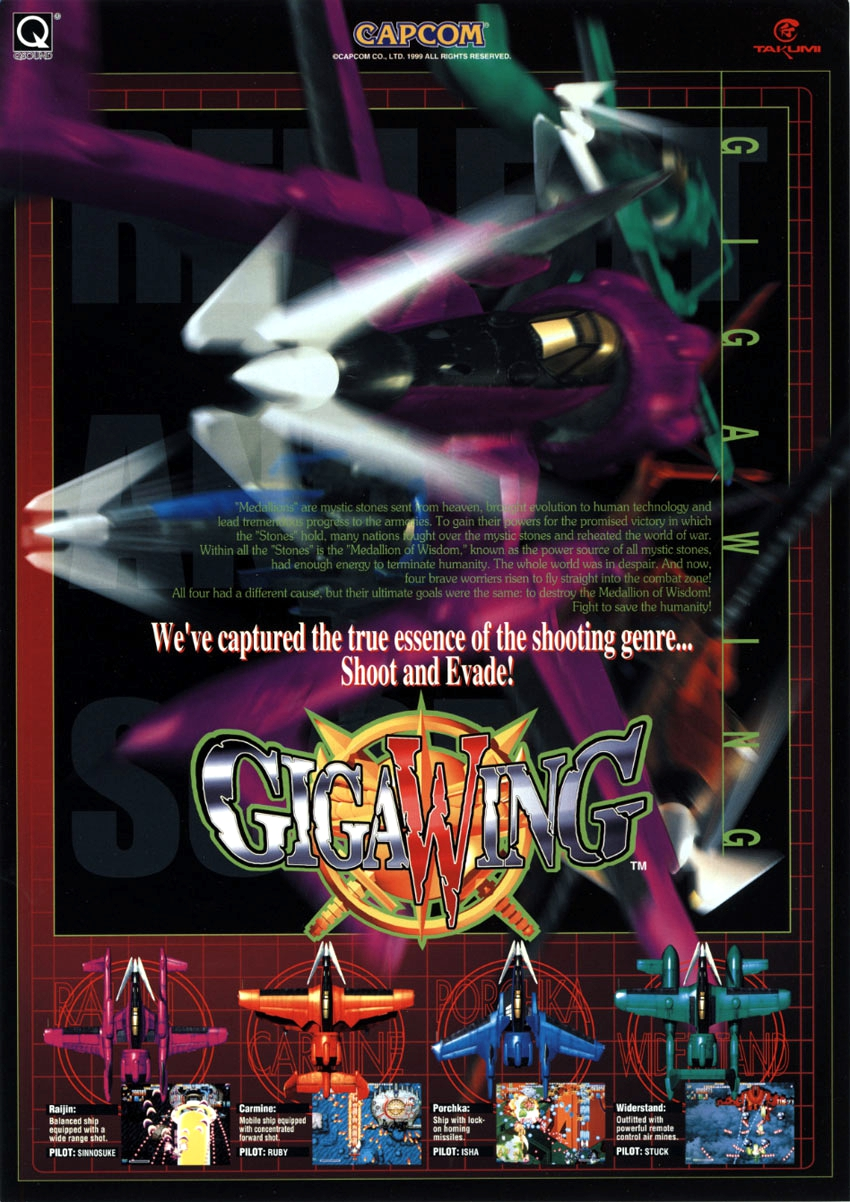 Q
®
QSOUND
CAPCOM®
©CAPCOM CO., LTD. 1999 ALL RIGHTS RESERVED.
TAKUMI
REFLECT
AND
GIGAWING
"Medallions" are mystic stones sent from heaven, brought evolution to human technology and
lead tremendous progress to the armories. To gain their powers for the promised victory in which
the "Stones" hold, many nations fought over the mystic stones and reheated the world of war.
Within all the "Stones" is the "Medallion of Wisdom," known as the power source of all mystic stones,
had enough energy to terminate humanity. The whole world was in despair. And now,
four brave worriers risen to fly straight into the combat zone!
All four had a different cause, but their ultimate goals were the same: to destroy the Medallion of Wisdom!
Fight to save the humanity!
We've captured the true essence of the shooting genre...
Shoot and Evade!
GIGAWING
TM
RAIJIN
CARMINE
PORCHKA
WIDERSTAND
Raijin:
Balanced ship
equipped with a
wide range shot.
PILOT: SINNOSUKE
Carmine:
Mobile ship equipped
with concentrated
forward shot.
PILOT: RUBY
Porchka:
Ship with lock-
on homing
missiles.
PILOT: ISHA
Widerstand:
Outfitted with
powerful remote
control air mines.
PILOT: STUCK